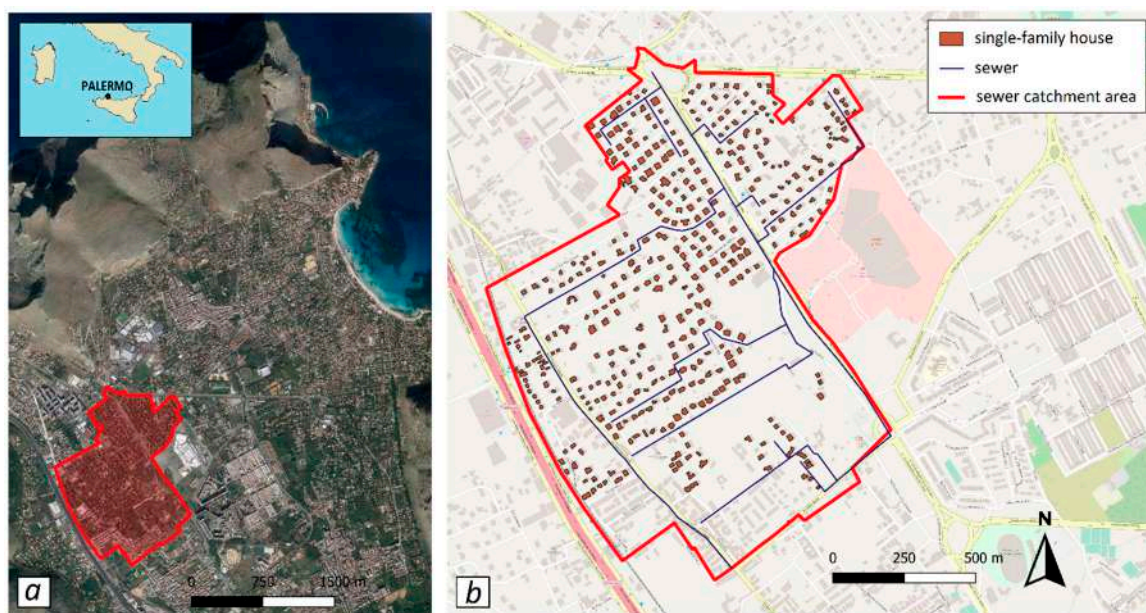 PALERMO
a
0 750 1500 m
single-family house
sewer
sewer catchment area
N
0 250 500 m
b